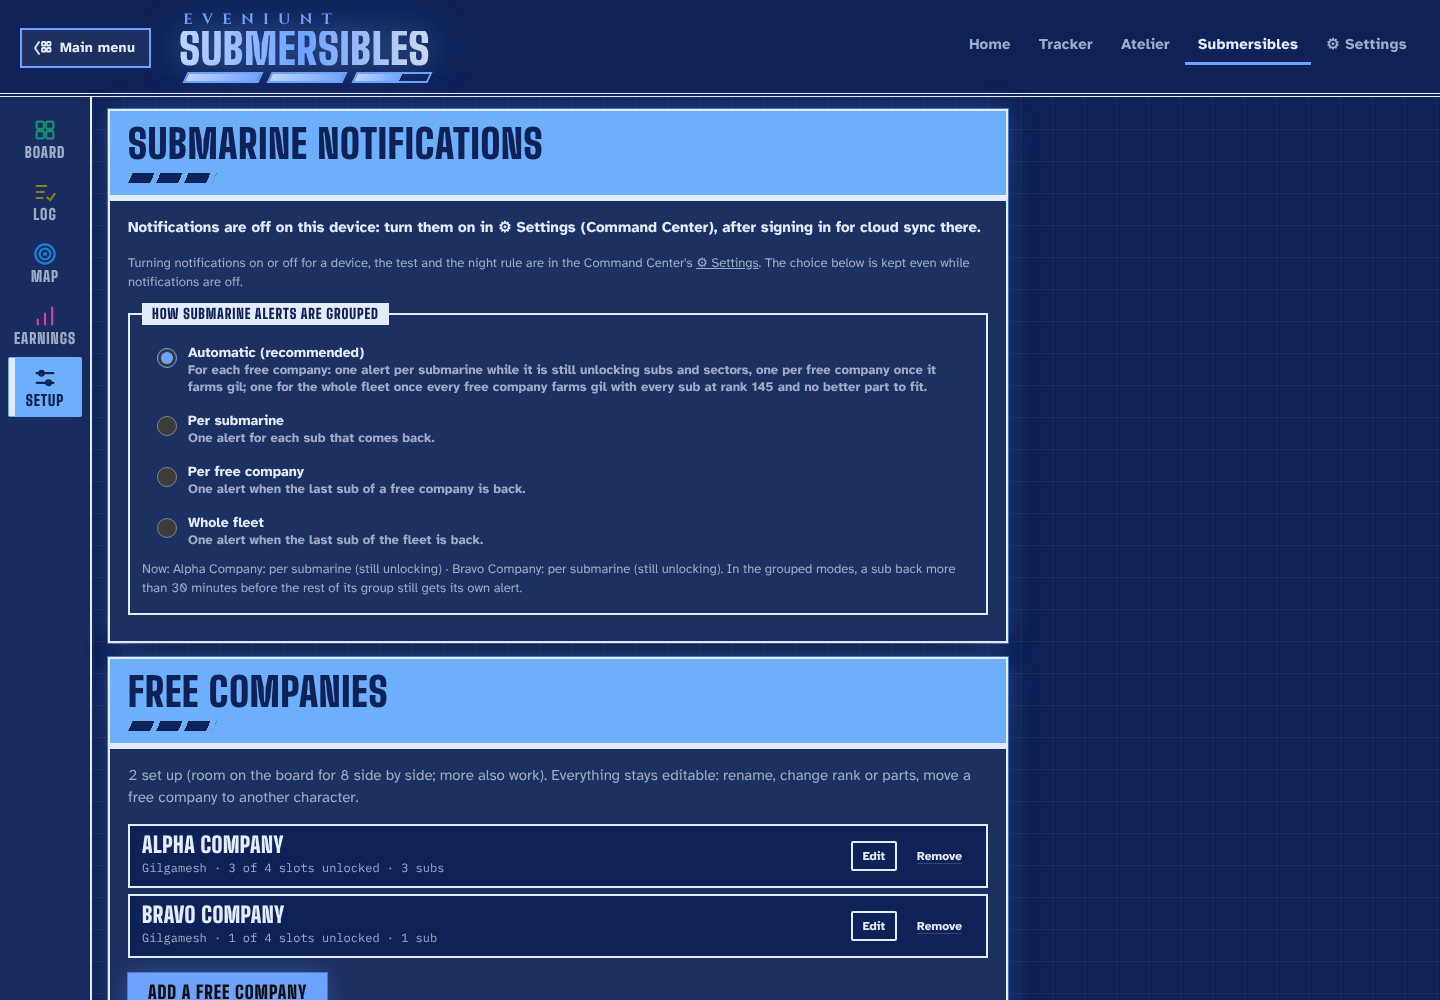 Main menu
EVENIUNT
SUBMERSIBLES
Home
Tracker
Atelier
Submersibles
⚙ Settings
BOARD
LOG
MAP
EARNINGS
SETUP
SUBMARINE NOTIFICATIONS
Notifications are off on this device: turn them on in ⚙ Settings (Command Center), after signing in for cloud sync there.
Turning notifications on or off for a device, the test and the night rule are in the Command Center's ⚙ Settings. The choice below is kept even while
notifications are off.
HOW SUBMARINE ALERTS ARE GROUPED
Automatic (recommended)
For each free company: one alert per submarine while it is still unlocking subs and sectors, one per free company once it
farms gil; one for the whole fleet once every free company farms gil with every sub at rank 145 and no better part to fit.
Per submarine
One alert for each sub that comes back.
Per free company
One alert when the last sub of a free company is back.
Whole fleet
One alert when the last sub of the fleet is back.
Now: Alpha Company: per submarine (still unlocking) · Bravo Company: per submarine (still unlocking). In the grouped modes, a sub back more
than 30 minutes before the rest of its group still gets its own alert.
FREE COMPANIES
2 set up (room on the board for 8 side by side; more also work). Everything stays editable: rename, change rank or parts, move a
free company to another character.
ALPHA COMPANY
Gilgamesh · 3 of 4 slots unlocked · 3 subs
Edit
Remove
BRAVO COMPANY
Gilgamesh · 1 of 4 slots unlocked · 1 sub
Edit
Remove
ADD A FREE COMPANY